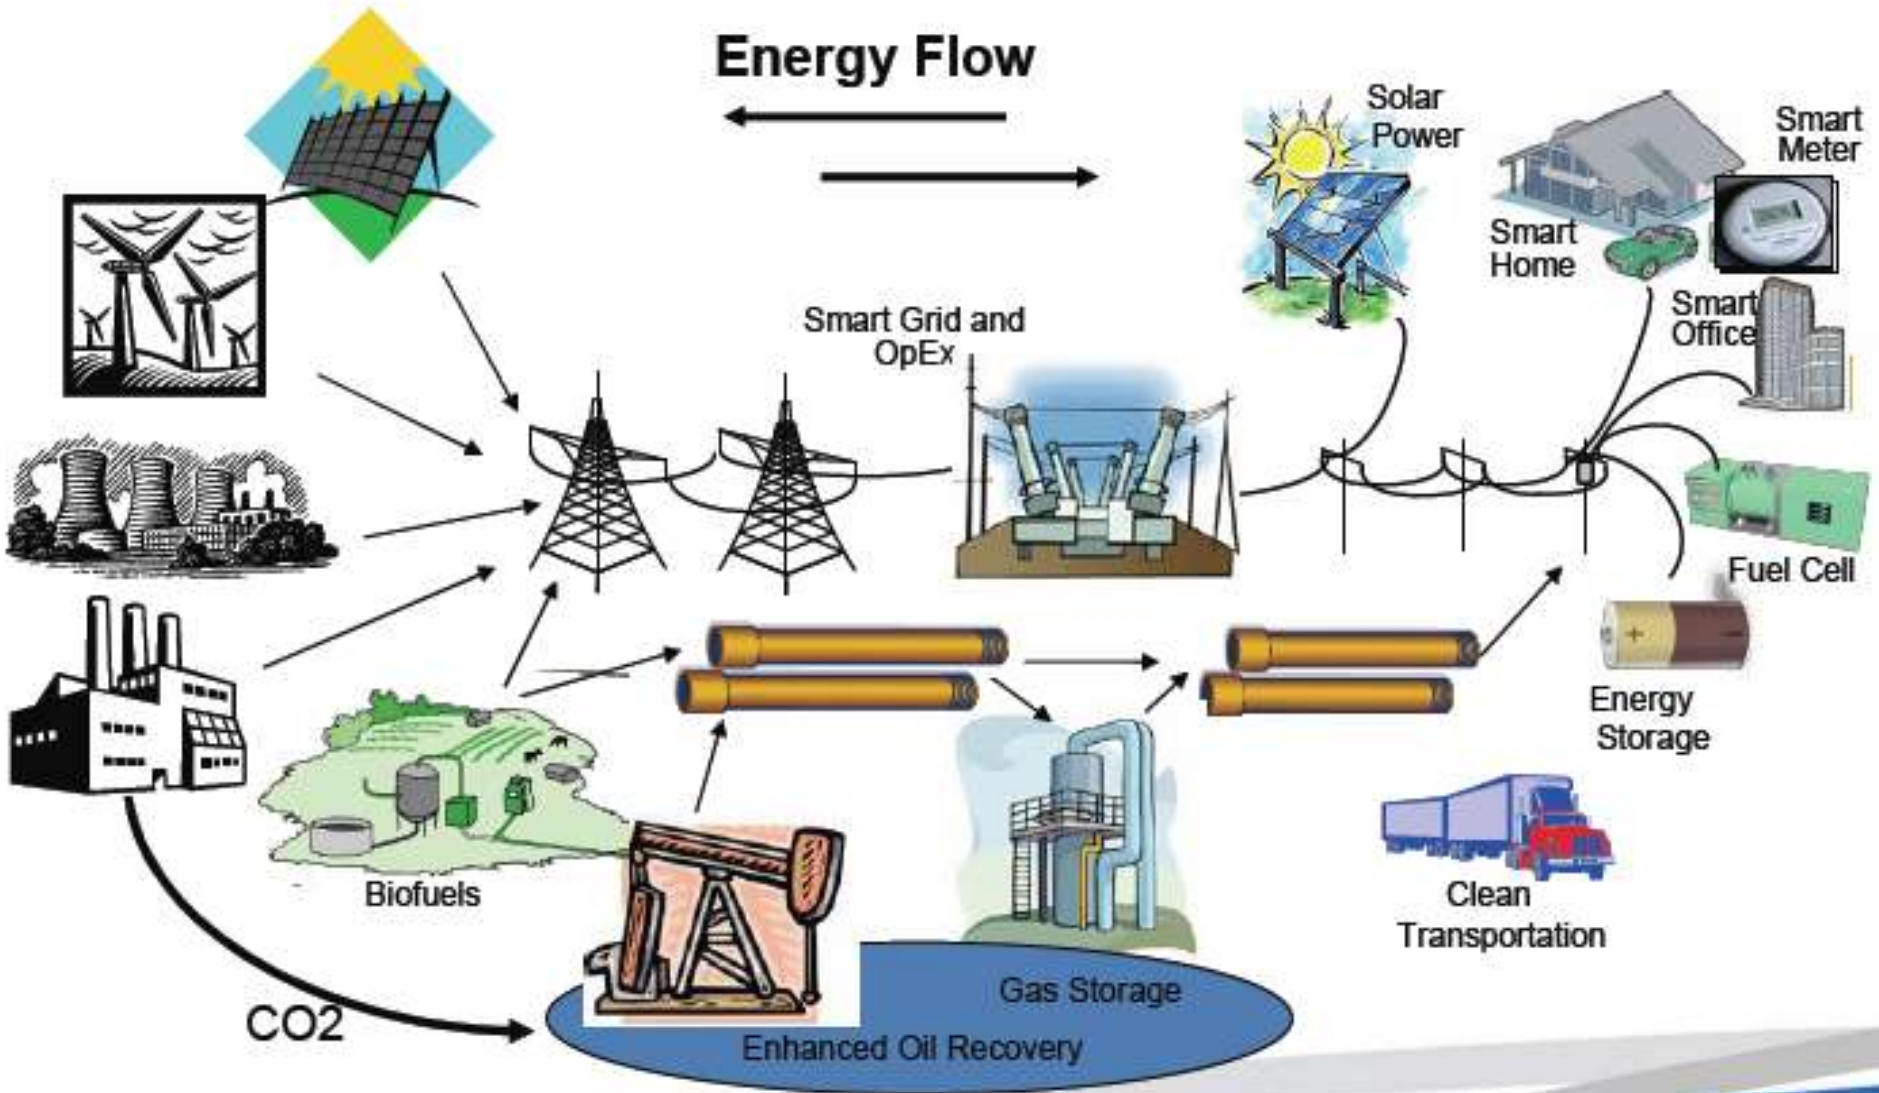 Energy Flow
Solar
Power
Smart
Meter
Smart
Home
Smart
Office
Smart Grid and
OpEx
Fuel Cell
+ -
Energy
Storage
Biofuels
Clean
Transportation
Gas Storage
CO2
Enhanced Oil Recovery